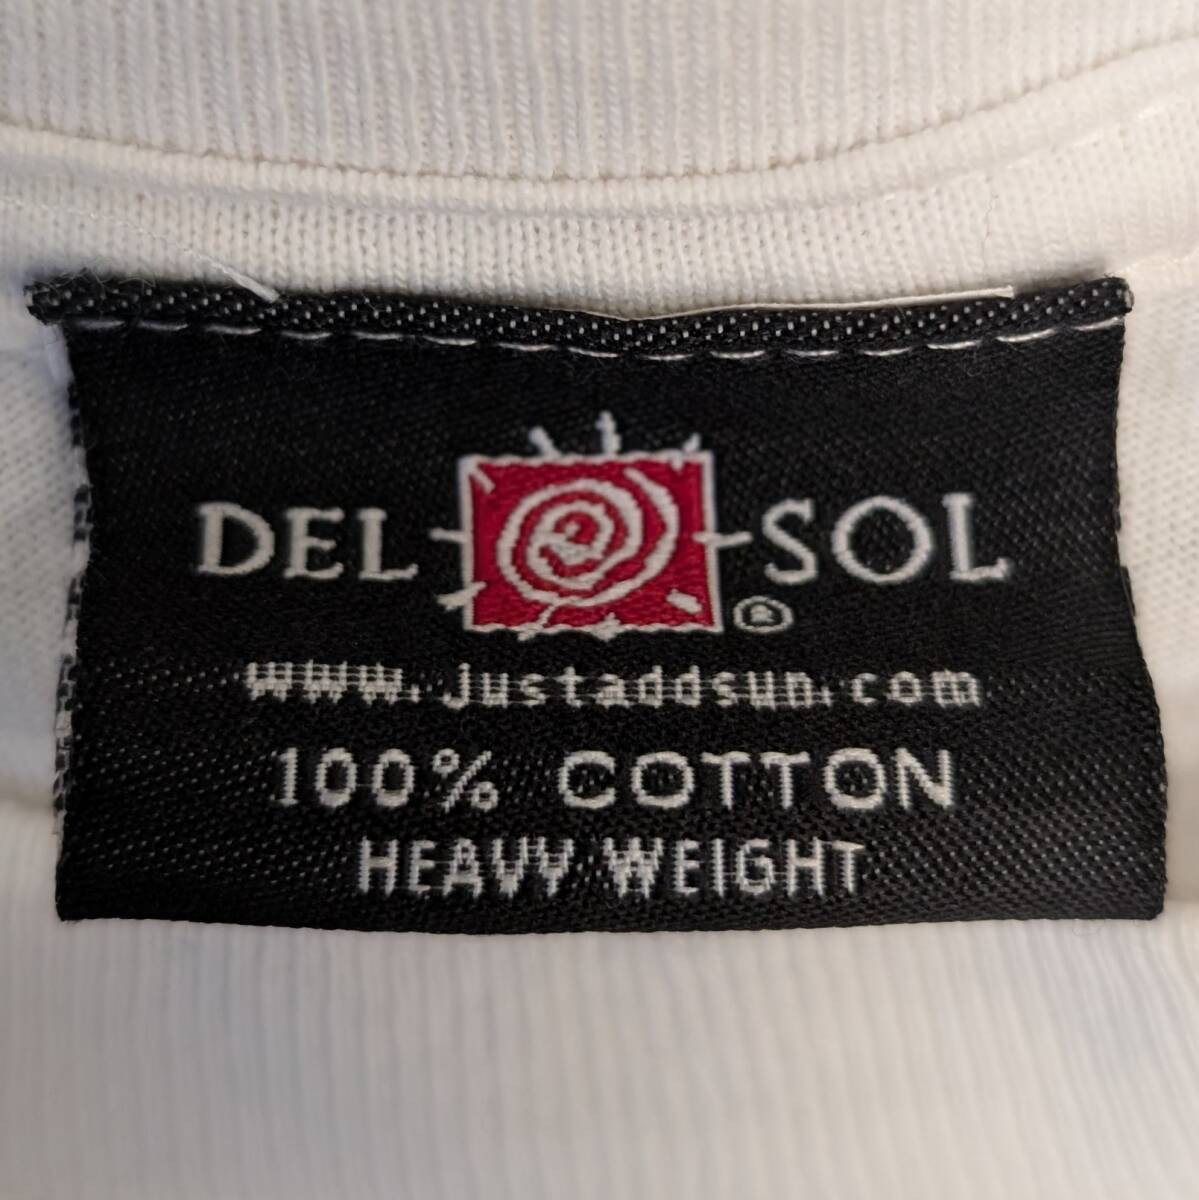 DEL SOL ®
www.justaddsun.com
100% COTTON
HEAVY WEIGHT